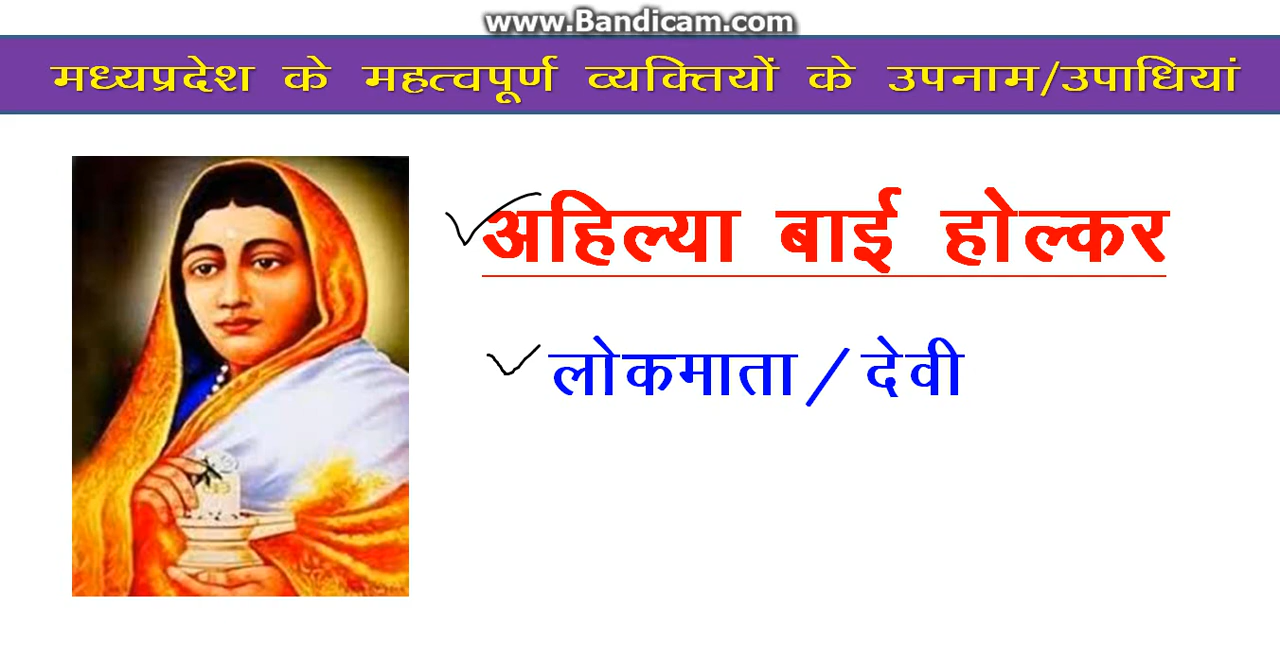 www.Bandicam.com
मध्यप्रदेश के महत्वपूर्ण व्यक्तियों के उपनाम/उपाधियां
अहिल्या बाई होल्कर
लोकमाता / देवी